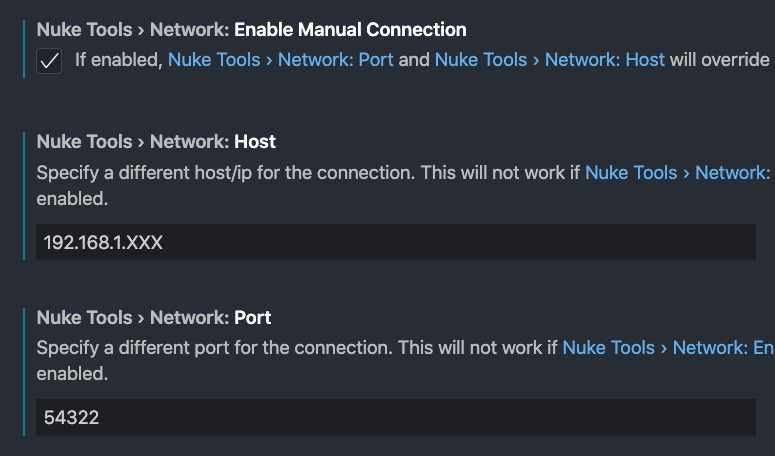 Nuke Tools › Network: Enable Manual Connection
If enabled, Nuke Tools › Network: Port and Nuke Tools › Network: Host will override
Nuke Tools › Network: Host
Specify a different host/ip for the connection. This will not work if Nuke Tools › Network:
enabled.
192.168.1.XXX
Nuke Tools › Network: Port
Specify a different port for the connection. This will not work if Nuke Tools › Network: En
enabled.
54322